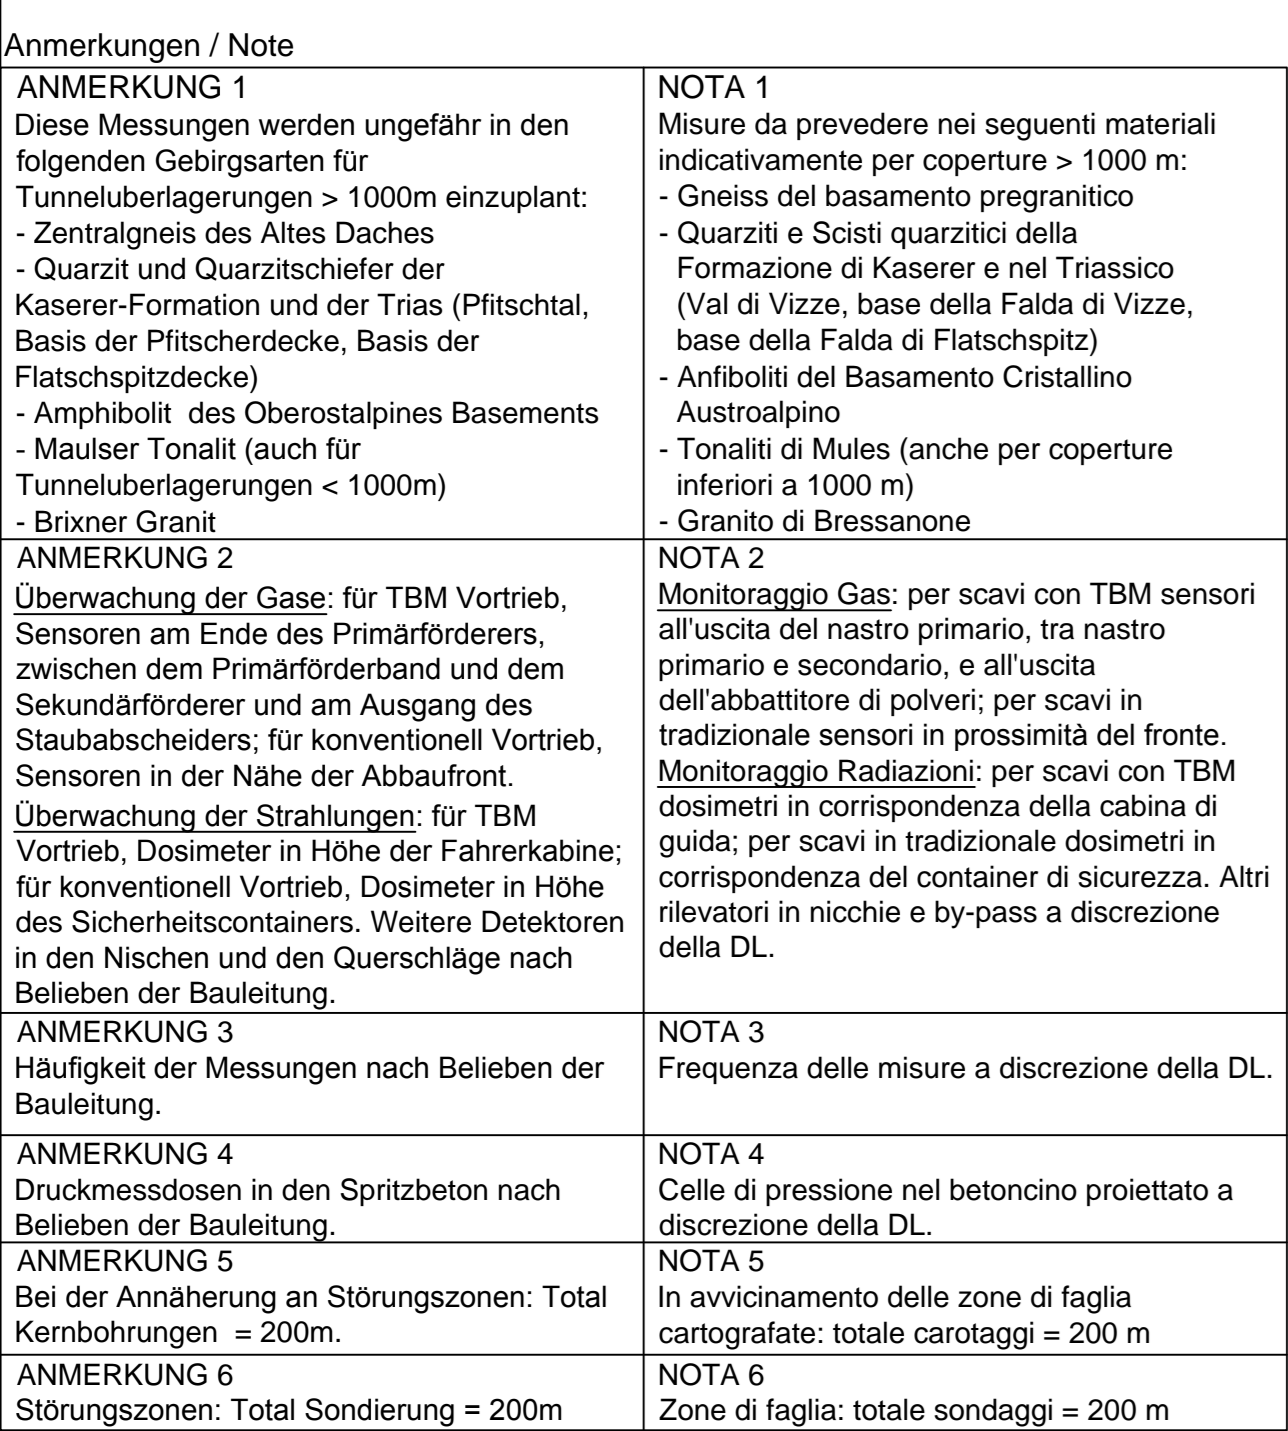 Anmerkungen / Note
ANMERKUNG 1
Diese Messungen werden ungefähr in den
folgenden Gebirgsarten für
Tunneluberlagerungen > 1000m einzuplant:
- Zentralgneis des Altes Daches
- Quarzit und Quarzitschiefer der
Kaserer-Formation und der Trias (Pfitschtal,
Basis der Pfitscherdecke, Basis der
Flatschspitzdecke)
- Amphibolit  des Oberostalpines Basements
- Maulser Tonalit (auch für
Tunneluberlagerungen < 1000m)
- Brixner Granit
NOTA 1
Misure da prevedere nei seguenti materiali
indicativamente per coperture > 1000 m:
- Gneiss del basamento pregranitico
- Quarziti e Scisti quarzitici della
Formazione di Kaserer e nel Triassico
(Val di Vizze, base della Falda di Vizze,
base della Falda di Flatschspitz)
- Anfiboliti del Basamento Cristallino
Austroalpino
- Tonaliti di Mules (anche per coperture
inferiori a 1000 m)
- Granito di Bressanone
ANMERKUNG 2
Überwachung der Gase: für TBM Vortrieb,
Sensoren am Ende des Primärförderers,
zwischen dem Primärförderband und dem
Sekundärförderer und am Ausgang des
Staubabscheiders; für konventionell Vortrieb,
Sensoren in der Nähe der Abbaufront.
Überwachung der Strahlungen: für TBM
Vortrieb, Dosimeter in Höhe der Fahrerkabine;
für konventionell Vortrieb, Dosimeter in Höhe
des Sicherheitscontainers. Weitere Detektoren
in den Nischen und den Querschläge nach
Belieben der Bauleitung.
NOTA 2
Monitoraggio Gas: per scavi con TBM sensori
all'uscita del nastro primario, tra nastro
primario e secondario, e all'uscita
dell'abbattitore di polveri; per scavi in
tradizionale sensori in prossimità del fronte.
Monitoraggio Radiazioni: per scavi con TBM
dosimetri in corrispondenza della cabina di
guida; per scavi in tradizionale dosimetri in
corrispondenza del container di sicurezza. Altri
rilevatori in nicchie e by-pass a discrezione
della DL.
ANMERKUNG 3
Häufigkeit der Messungen nach Belieben der
Bauleitung.
NOTA 3
Frequenza delle misure a discrezione della DL.
ANMERKUNG 4
Druckmessdosen in den Spritzbeton nach
Belieben der Bauleitung.
NOTA 4
Celle di pressione nel betoncino proiettato a
discrezione della DL.
ANMERKUNG 5
Bei der Annäherung an Störungszonen: Total
Kernbohrungen  = 200m.
NOTA 5
In avvicinamento delle zone di faglia
cartografate: totale carotaggi = 200 m
ANMERKUNG 6
Störungszonen: Total Sondierung = 200m
NOTA 6
Zone di faglia: totale sondaggi = 200 m